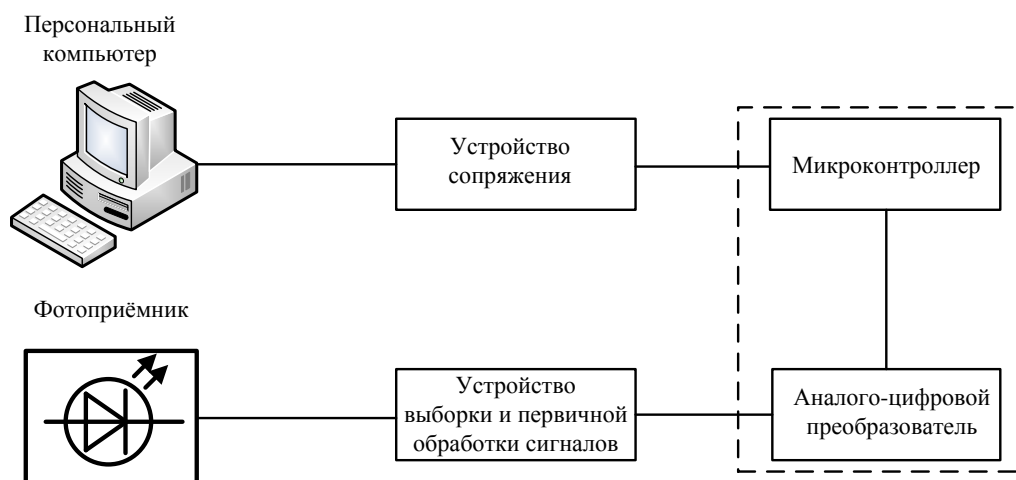 Персональный
компьютер
Устройство
сопряжения
Микроконтроллер
Фотоприёмник
Устройство
выборки и первичной
обработки сигналов
Аналого-цифровой
преобразователь